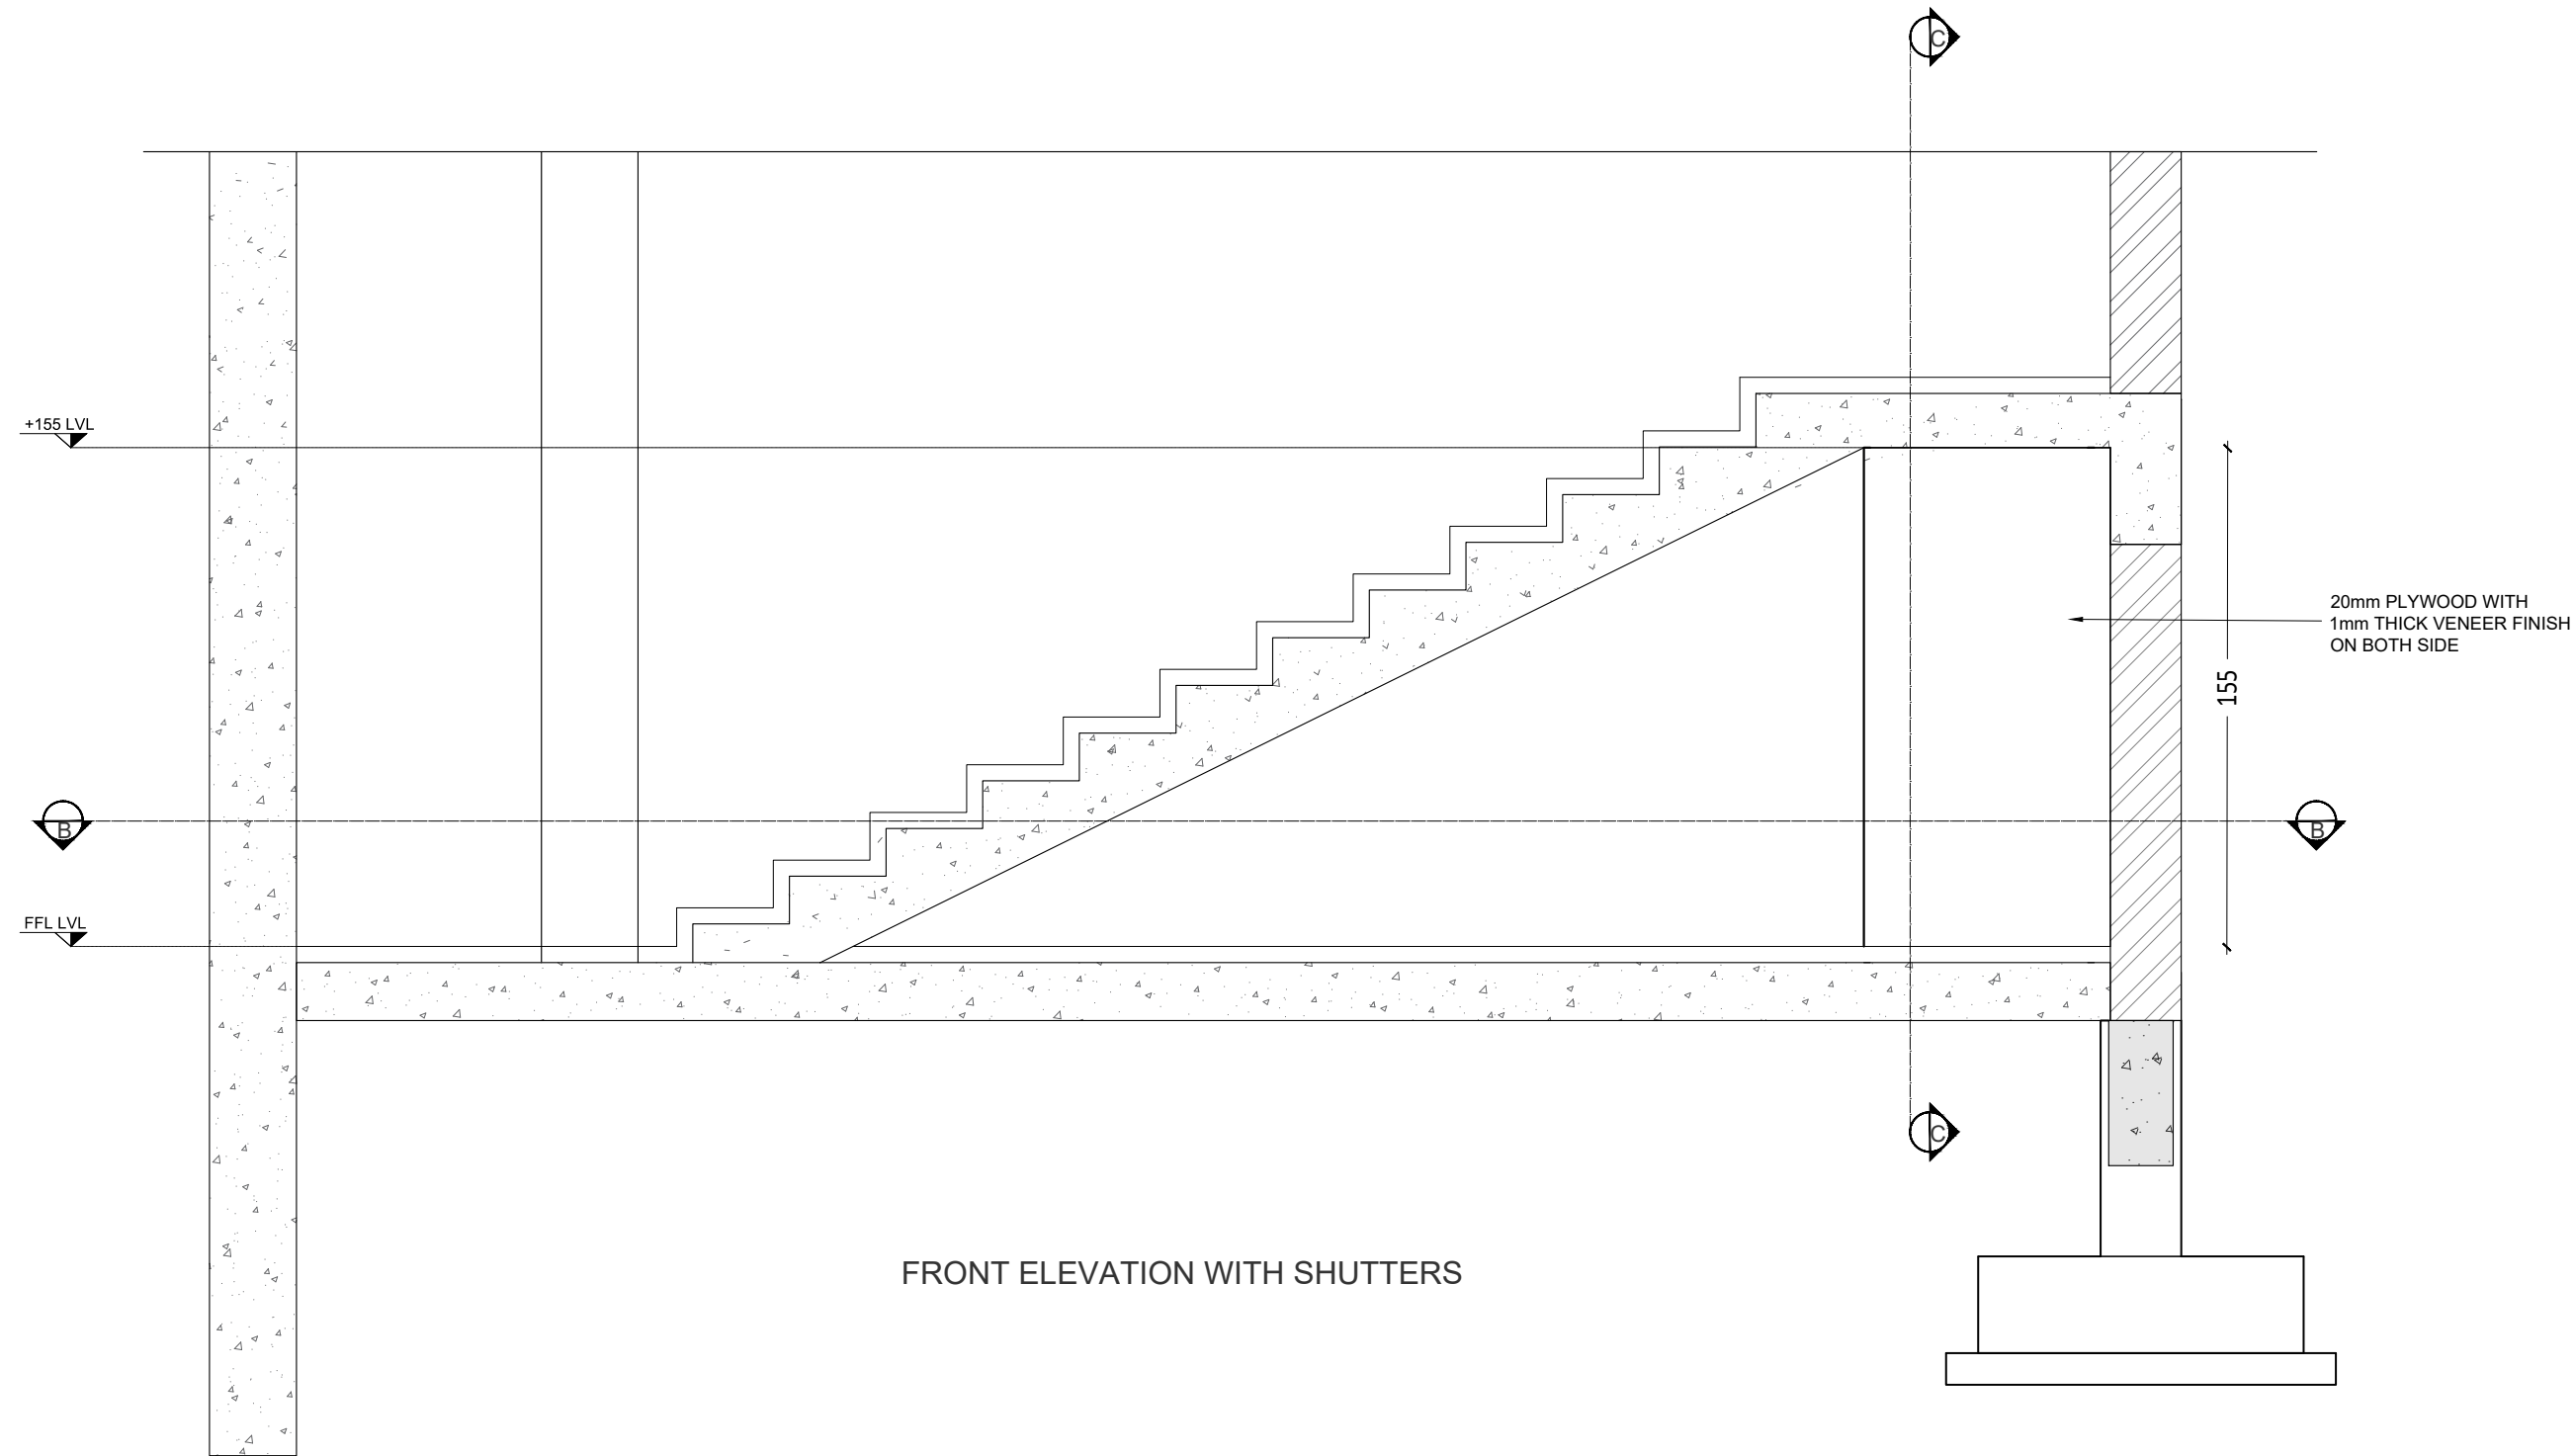 C
+155 LVL
20mm PLYWOOD WITH
1mm THICK VENEER FINISH
ON BOTH SIDE
155
B
B
FFL LVL
C
FRONT ELEVATION WITH SHUTTERS